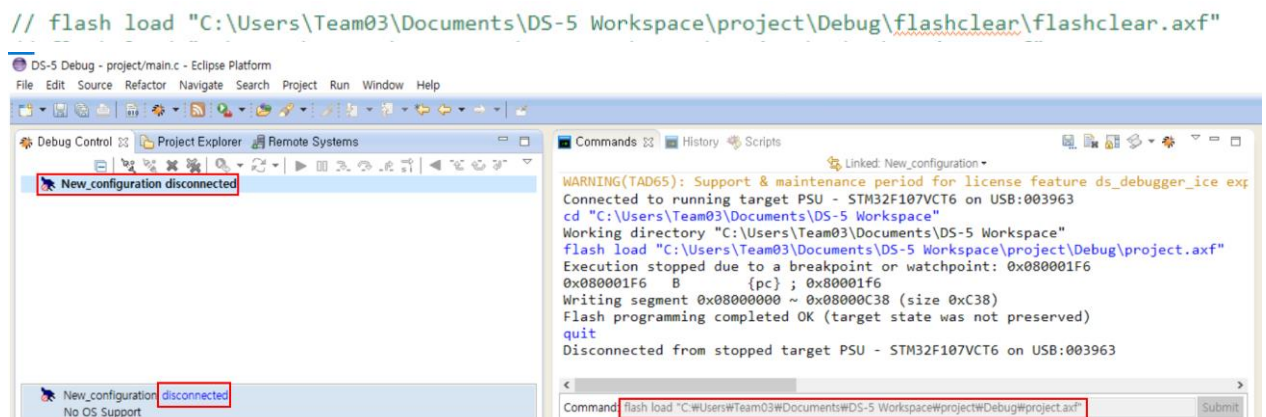 // flash load "C:\Users\Team03\Documents\DS-5 Workspace\project\Debug\flashclear\flashclear.axf"
DS-5 Debug - project/main.c - Eclipse Platform
File Edit Source Refactor Navigate Search Project Run Window Help
Debug Control Project Explorer Remote Systems
New_configuration disconnected
New_configuration disconnected
No OS Support
Commands History Scripts
Linked: New_configuration
WARNING(TAD65): Support & maintenance period for license feature ds_debugger_ice exp
Connected to running target PSU - STM32F107VCT6 on USB:003963
cd "C:\Users\Team03\Documents\DS-5 Workspace"
Working directory "C:\Users\Team03\Documents\DS-5 Workspace"
flash load "C:\Users\Team03\Documents\DS-5 Workspace\project\Debug\project.axf"
Execution stopped due to a breakpoint or watchpoint: 0x080001F6
0x080001F6 B {pc} ; 0x80001f6
Writing segment 0x08000000 ~ 0x08000C38 (size 0xC38)
Flash programming completed OK (target state was not preserved)
quit
Disconnected from stopped target PSU - STM32F107VCT6 on USB:003963
Command: flash load "C:₩Users₩Team03₩Documents₩DS-5 Workspace₩project₩Debug₩project.axf" Submit